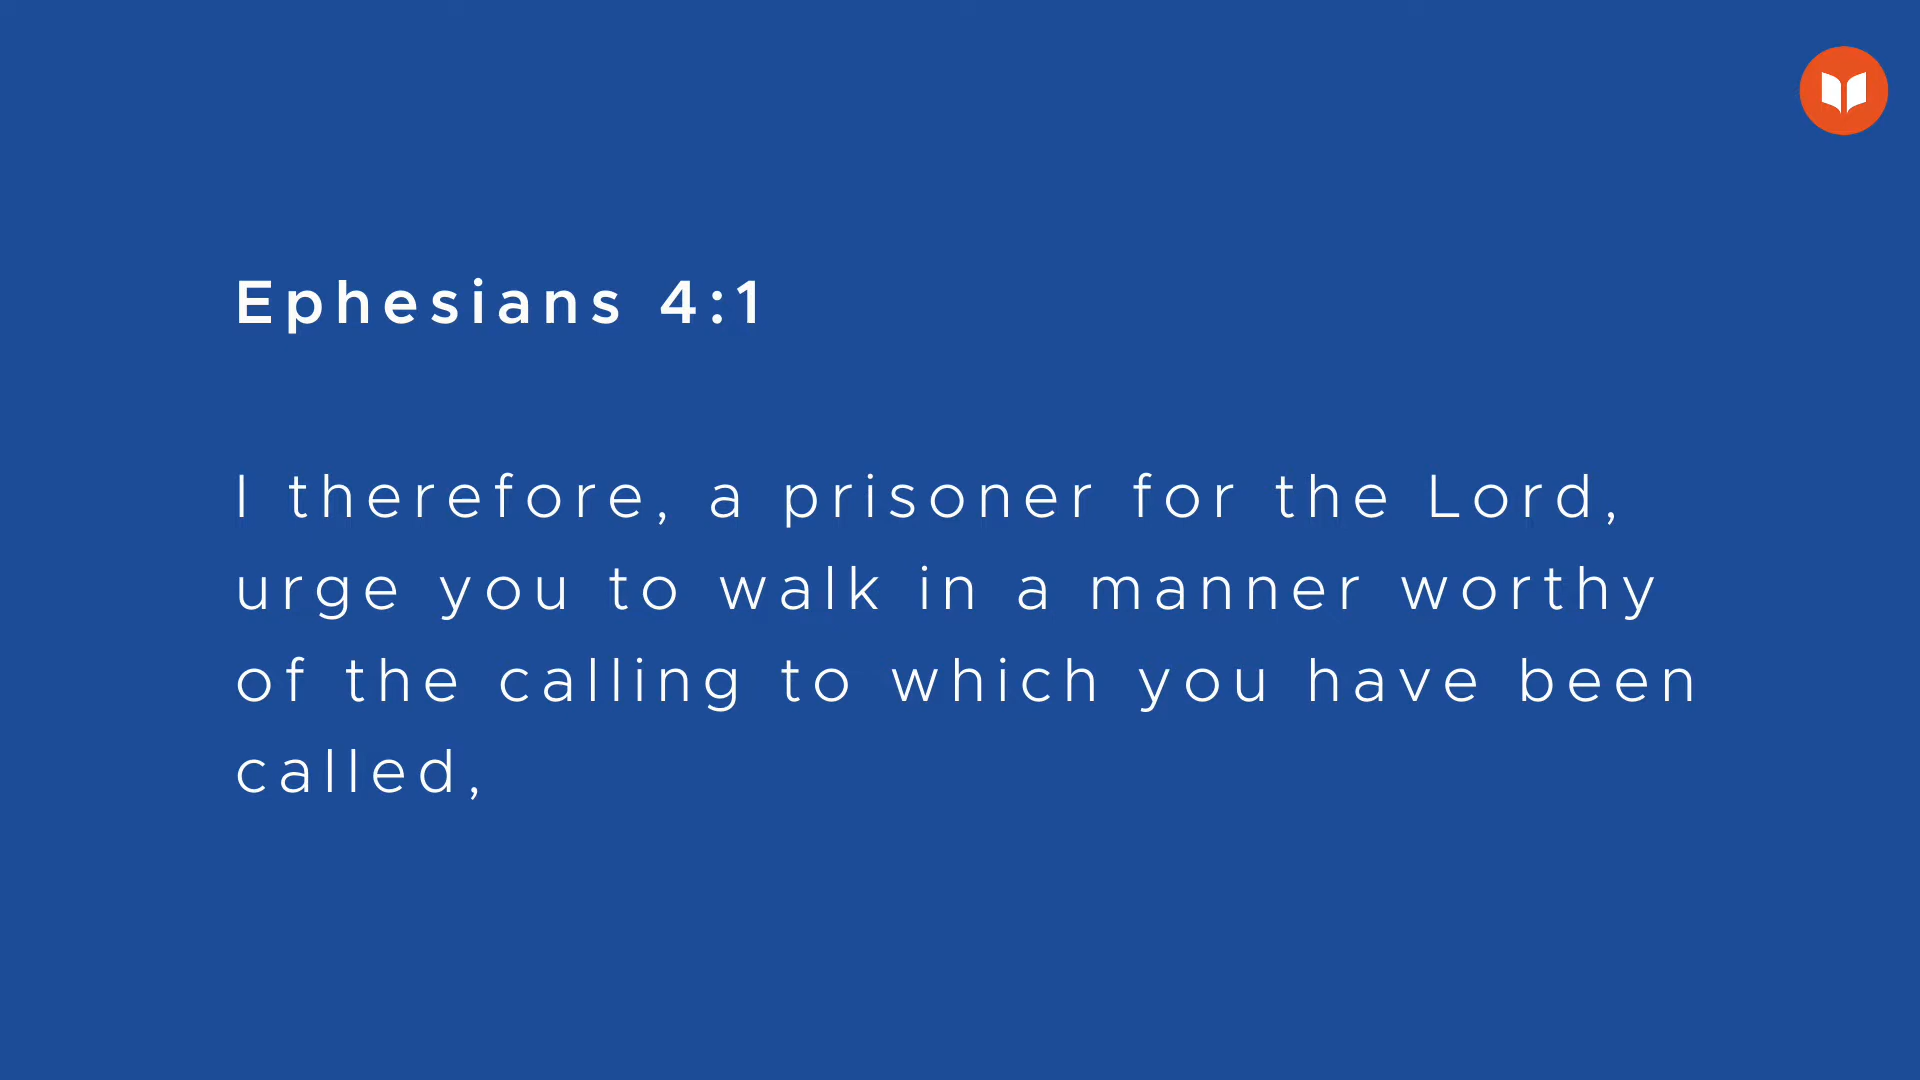 Ephesians 4:1
I therefore, a prisoner for the Lord,
urge you to walk in a manner worthy
of the calling to which you have been
called,